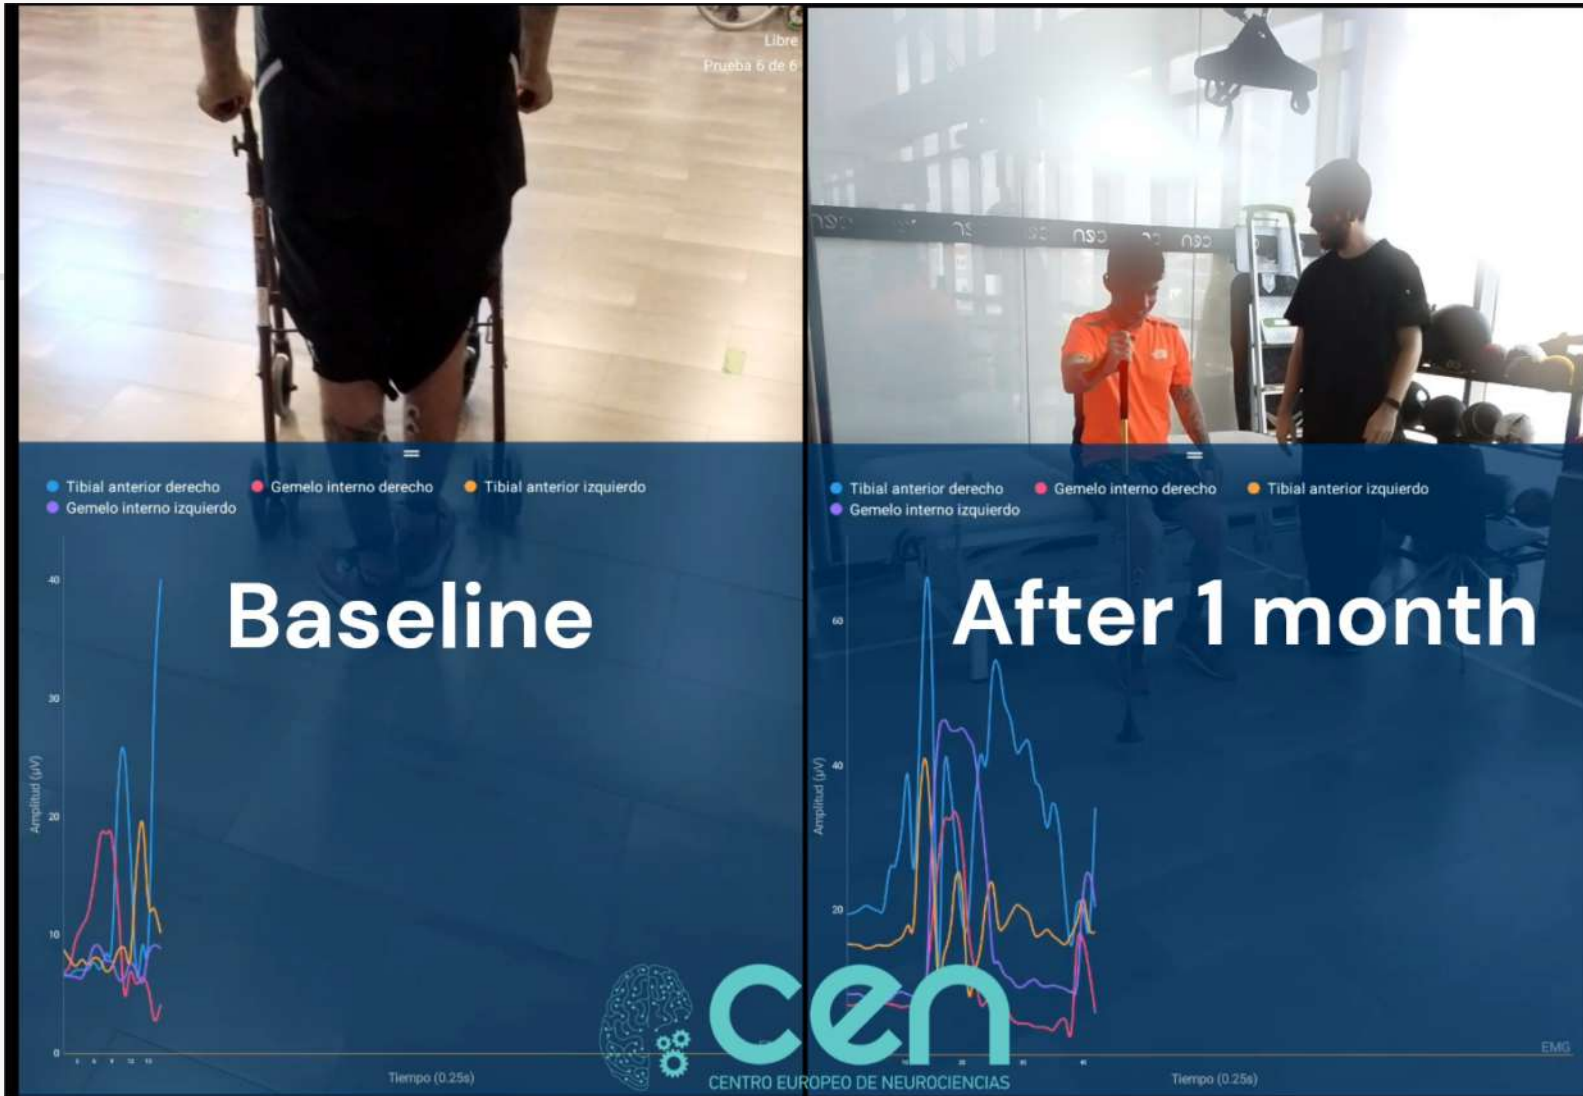 Libre
Prueba 6 de 6
Tibial anterior derecho
Gemelo interno derecho
Tibial anterior izquierdo
Gemelo interno izquierdo
Baseline
40
30
20
10
0
Amplitud (µV)
Tiempo (0.25s)
Tibial anterior derecho
Gemelo interno derecho
Tibial anterior izquierdo
Gemelo interno izquierdo
After 1 month
60
40
20
Amplitud (µV)
EMG
Tiempo (0.25s)
cen
CENTRO EUROPEO DE NEUROCIENCIAS